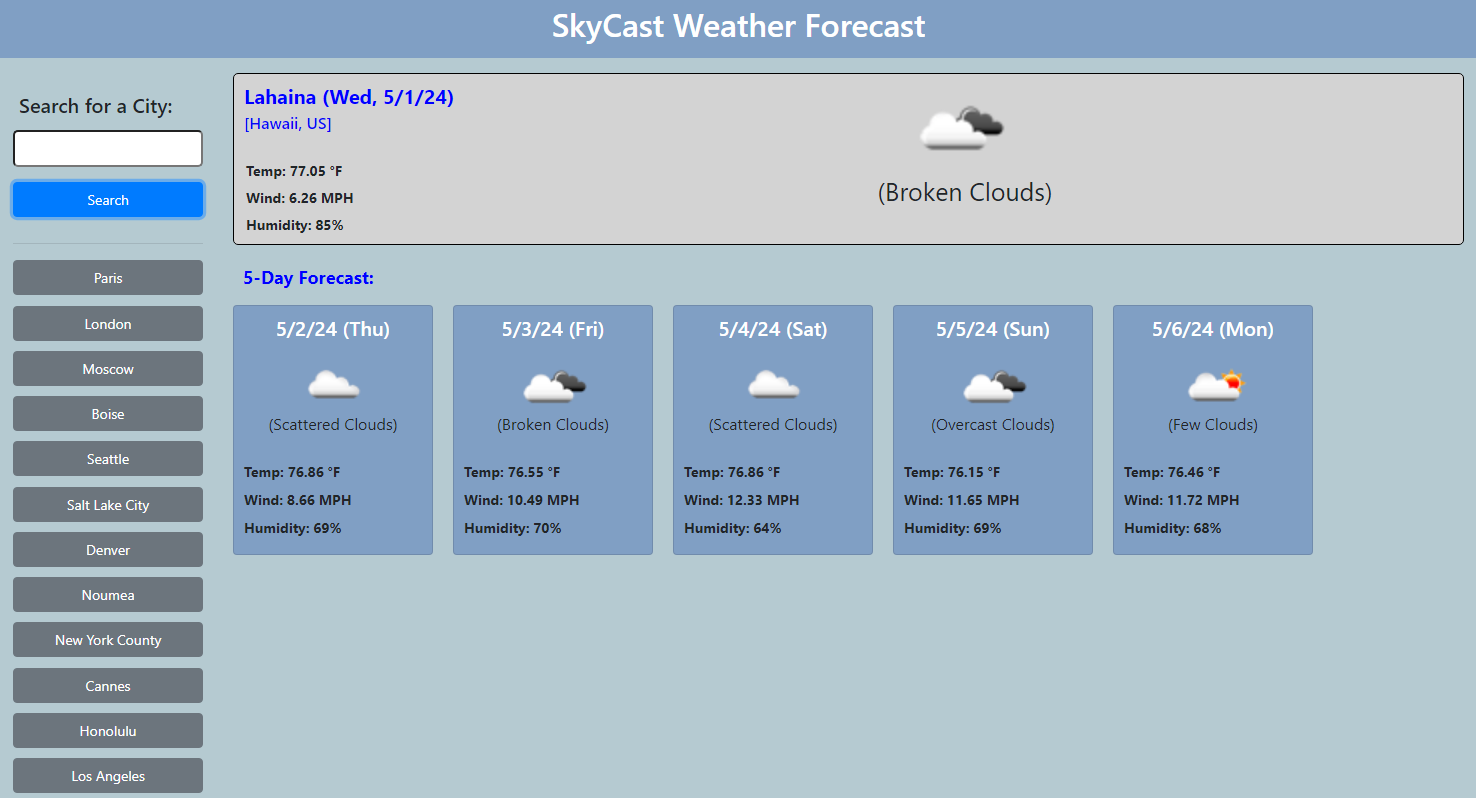 SkyCast Weather Forecast
Search for a City:
Search
Paris
London
Moscow
Boise
Seattle
Salt Lake City
Denver
Noumea
New York County
Cannes
Honolulu
Los Angeles
Lahaina (Wed, 5/1/24)
[Hawaii, US]
Temp: 77.05 °F
Wind: 6.26 MPH
Humidity: 85%
(Broken Clouds)
5-Day Forecast:
5/2/24 (Thu)
(Scattered Clouds)
Temp: 76.86 °F
Wind: 8.66 MPH
Humidity: 69%
5/3/24 (Fri)
(Broken Clouds)
Temp: 76.55 °F
Wind: 10.49 MPH
Humidity: 70%
5/4/24 (Sat)
(Scattered Clouds)
Temp: 76.86 °F
Wind: 12.33 MPH
Humidity: 64%
5/5/24 (Sun)
(Overcast Clouds)
Temp: 76.15 °F
Wind: 11.65 MPH
Humidity: 69%
5/6/24 (Mon)
(Few Clouds)
Temp: 76.46 °F
Wind: 11.72 MPH
Humidity: 68%